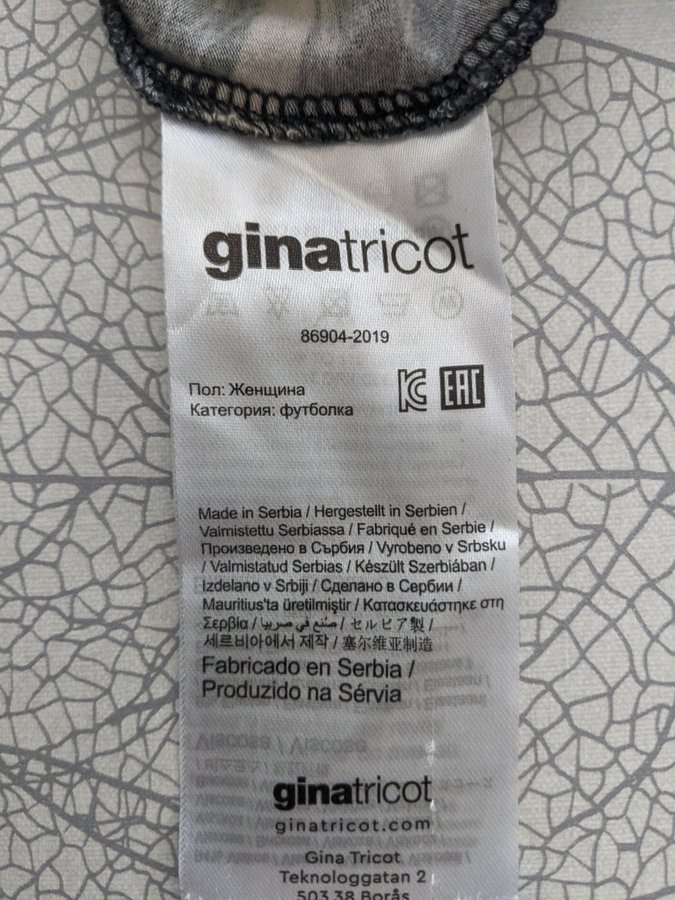 ginatricot
86904-2019
Пол: Женщина
Категория: футболка
EAC
Made in Serbia / Hergestellt in Serbien /
Valmistettu Serbiassa / Fabriqué en Serbie /
Произведено в Сърбия / Vyrobeno v Srbsku
/ Valmistatud Serbias / Készült Szerbiában /
Izdelano v Srbiji / Сделано в Сербии /
Mauritius'ta üretilmiştir / Κατασκευάστηκε στη
Σερβία / صنع في صربيا / セルビア製 /
세르비아에서 제작 / 塞尔维亚制造
Fabricado en Serbia /
Produzido na Sérvia
ginatricot
ginatricot.com
Gina Tricot
Teknologgatan 2
503 38 Borås